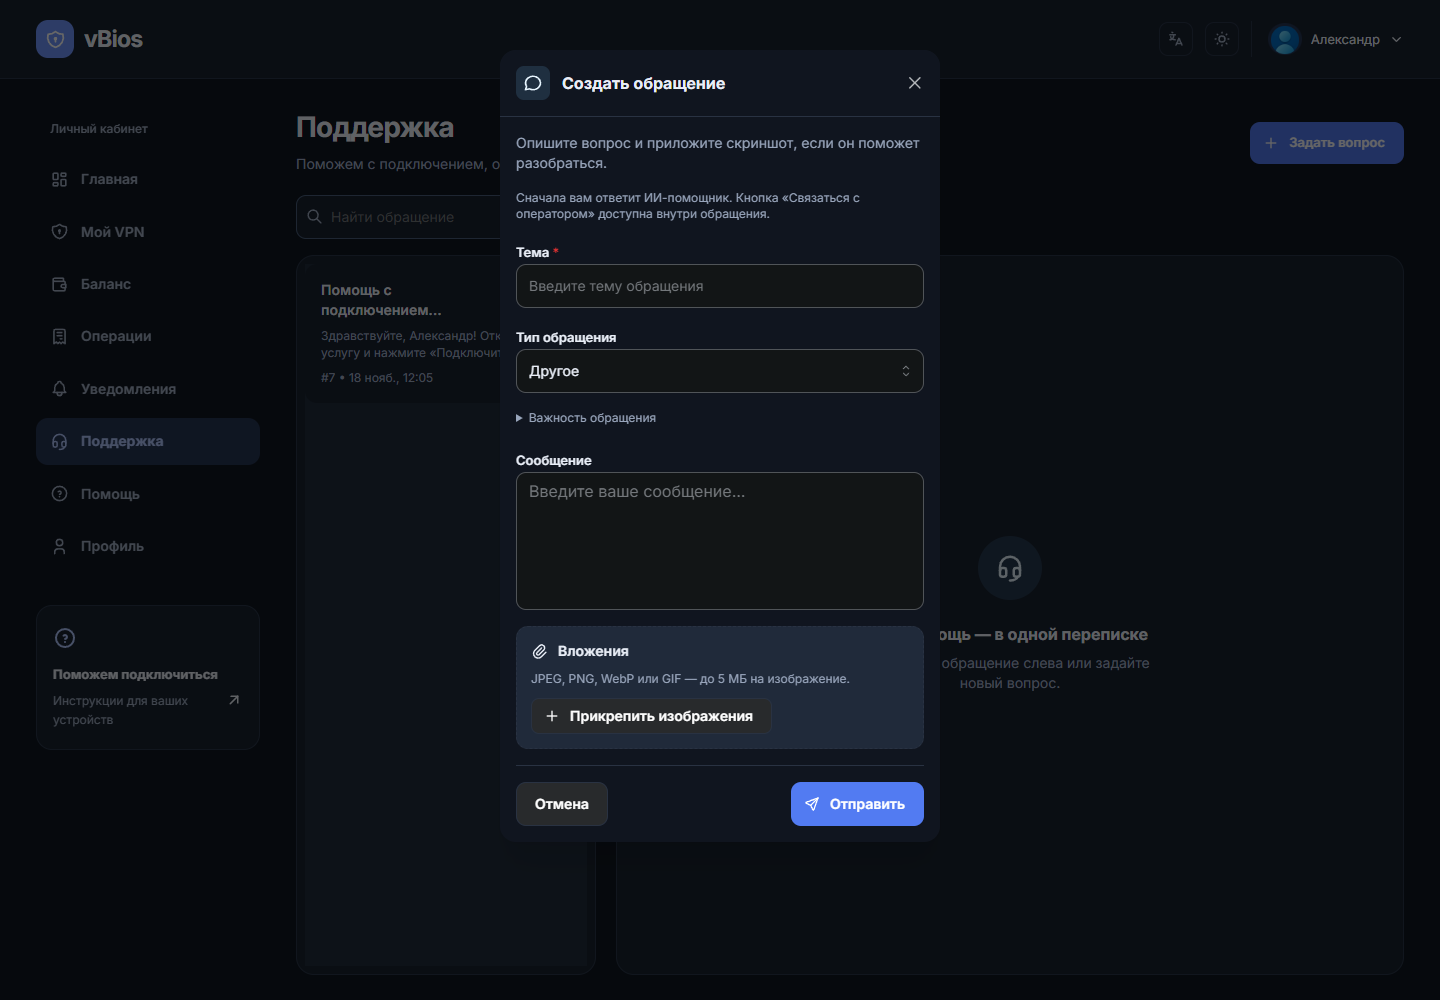 vBios
Александр
Личный кабинет
Главная
Мой VPN
Баланс
Операции
Уведомления
Поддержка
Помощь
Профиль
Поможем подключиться
Инструкции для ваших
устройств
Поддержка
Поможем с подключением,
Задать вопрос
Найти обращение
Помощь с
подключением...
Здравствуйте, Александр!
услугу и нажмите
#7 • 18 нояб., 12:05
в одной переписке
обращение слева или задайте
новый вопрос.
Создать обращение
Опишите вопрос и приложите скриншот, если он поможет
разобраться.
Сначала вам ответит ИИ-помощник. Кнопка «Связаться с
оператором» доступна внутри обращения.
Тема *
Введите тему обращения
Тип обращения
Другое
Важность обращения
Сообщение
Введите ваше сообщение...
Вложения
JPEG, PNG, WebP или GIF — до 5 МБ на изображение.
Прикрепить изображения
Отмена
Отправить